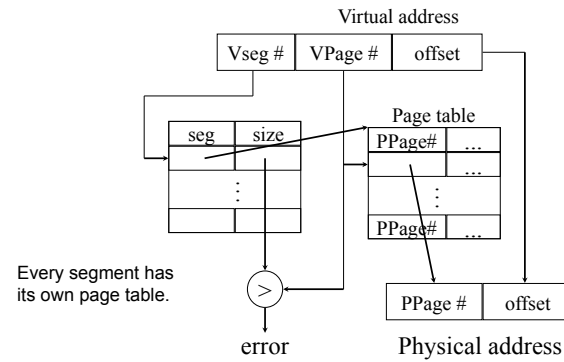 Virtual address
Vseg # VPage # offset
Page table
seg size
PPage# ...
...
⋮ ⋮
PPage# ...
Every segment has
its own page table.
>
PPage # offset
error
Physical address